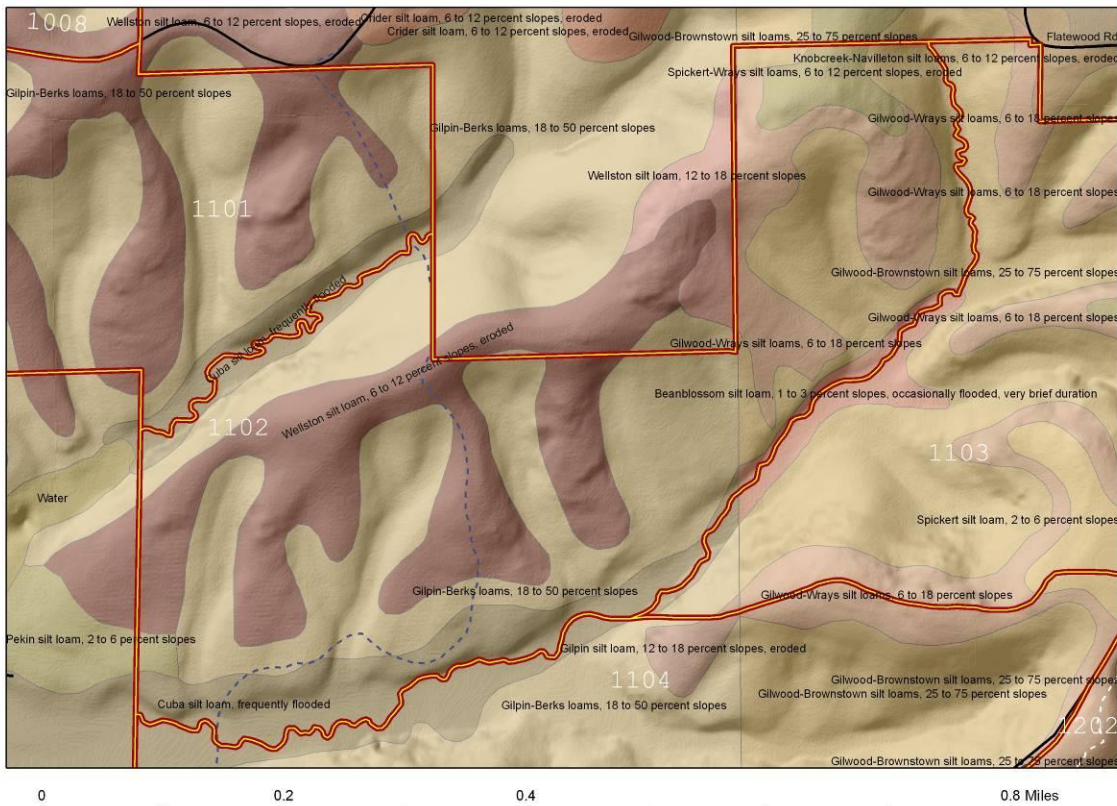 1008
Wellston silt loam, 6 to 12 percent slopes, eroded
Crider silt loam, 6 to 12 percent slopes, eroded
Crider silt loam, 6 to 12 percent slopes, eroded
Gilwood-Brownstown silt loams, 25 to 75 percent slopes
Flatewood Rd
Knobcreek-Navilleton silt loams, 6 to 12 percent slopes, eroded
Spickert-Wrays silt loams, 6 to 12 percent slopes, eroded
Gilpin-Berks loams, 18 to 50 percent slopes
Gilwood-Wrays silt loams, 6 to 18 percent slopes
Gilpin-Berks loams, 18 to 50 percent slopes
Wellston silt loam, 12 to 18 percent slopes
Gilwood-Wrays silt loams, 6 to 18 percent slopes
1101
Gilwood-Brownstown silt loams, 25 to 75 percent slopes
Cuba silt loam, frequently flooded
Gilwood-Wrays silt loams, 6 to 18 percent slopes
Gilwood-Wrays silt loams, 6 to 18 percent slopes
Wellston silt loam, 6 to 12 percent slopes, eroded
Beanblossom silt loam, 1 to 3 percent slopes, occasionally flooded, very brief duration
1102
1103
Water
Spickert silt loam, 2 to 6 percent slopes
Gilpin-Berks loams, 18 to 50 percent slopes
Gilwood-Wrays silt loams, 6 to 18 percent slopes
Pekin silt loam, 2 to 6 percent slopes
Gilpin silt loam, 12 to 18 percent slopes, eroded
1104
Gilwood-Brownstown silt loams, 25 to 75 percent slopes
Gilwood-Brownstown silt loams, 25 to 75 percent slopes
Cuba silt loam, frequently flooded
Gilpin-Berks loams, 18 to 50 percent slopes
1202
Gilwood-Brownstown silt loams, 25 to 75 percent slopes
0 0.2 0.4 0.8 Miles